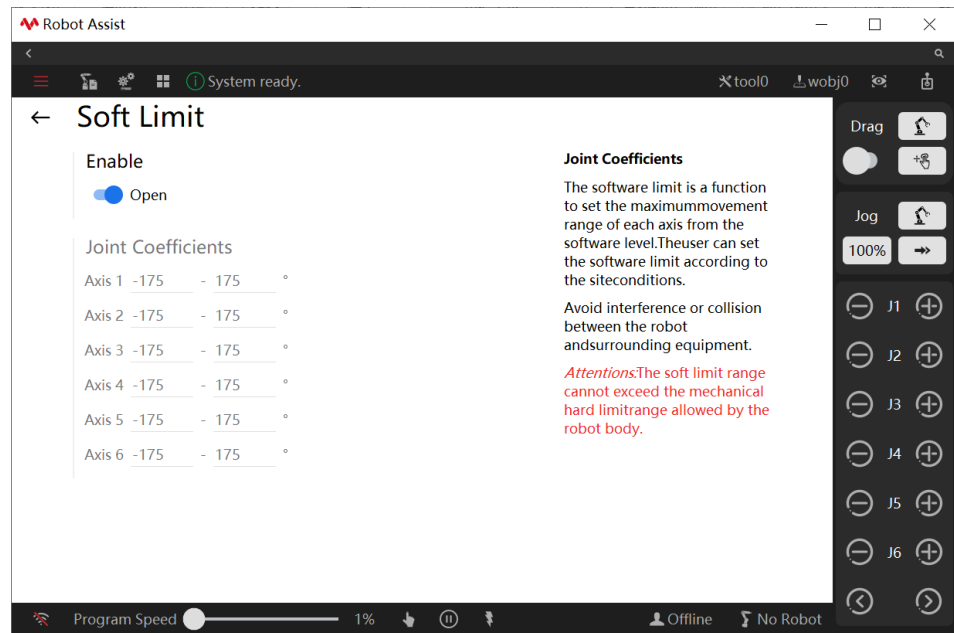 Robot Assist
System ready.
tool0
wobj0
Soft Limit
Enable
Open
Joint Coefficients
Axis 1 -175 - 175 °
Axis 2 -175 - 175 °
Axis 3 -175 - 175 °
Axis 4 -175 - 175 °
Axis 5 -175 - 175 °
Axis 6 -175 - 175 °
Joint Coefficients
The software limit is a function
to set the maximummovement
range of each axis from the
software level.Theuser can set
the software limit according to
the siteconditions.
Avoid interference or collision
between the robot
andsurrounding equipment.
Attentions:The soft limit range
cannot exceed the mechanical
hard limitrange allowed by the
robot body.
Drag
Jog
100%
J1
J2
J3
J4
J5
J6
Program Speed
1%
Offline
No Robot